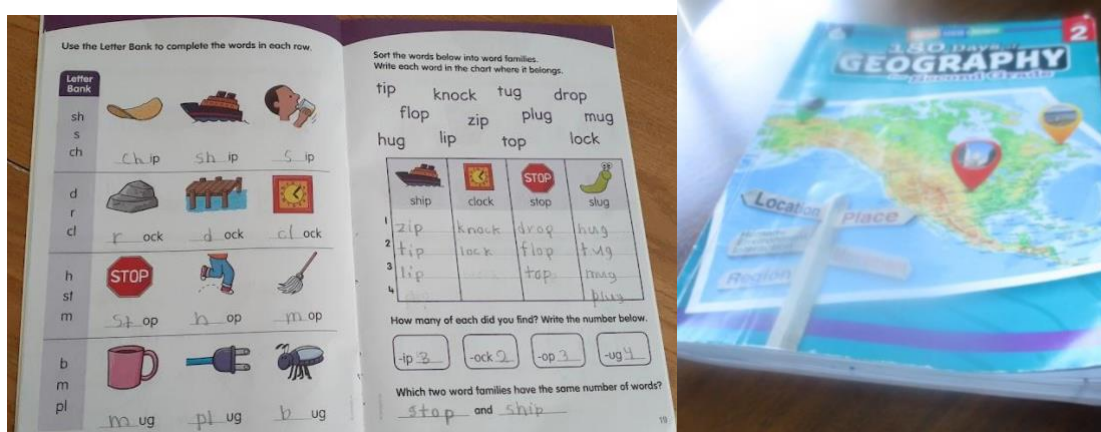 Use the Letter Bank to complete the words in each row.
Letter
Bank
sh
s
ch
ch ip sh ip s ip
d
r
cl
r ock d ock cl ock
h
st
m
STOP
st op h op m op
b
m
pl
m ug pl ug b ug
Sort the words below into word families.
Write each word in the chart where it belongs.
tip knock tug drop
flop zip plug mug
hug lip top lock
STOP
ship clock stop slug
1 zip knock drop hug
2 tip lock flop tug
3 lip top mug
4 plug
How many of each did you find? Write the number below.
-ip 3 -ock 2 -op 3 -ug 4
Which two word families have the same number of words?
stop and ship
19
2
180 Days of
GEOGRAPHY
for Second Grade
Location
Place
Region